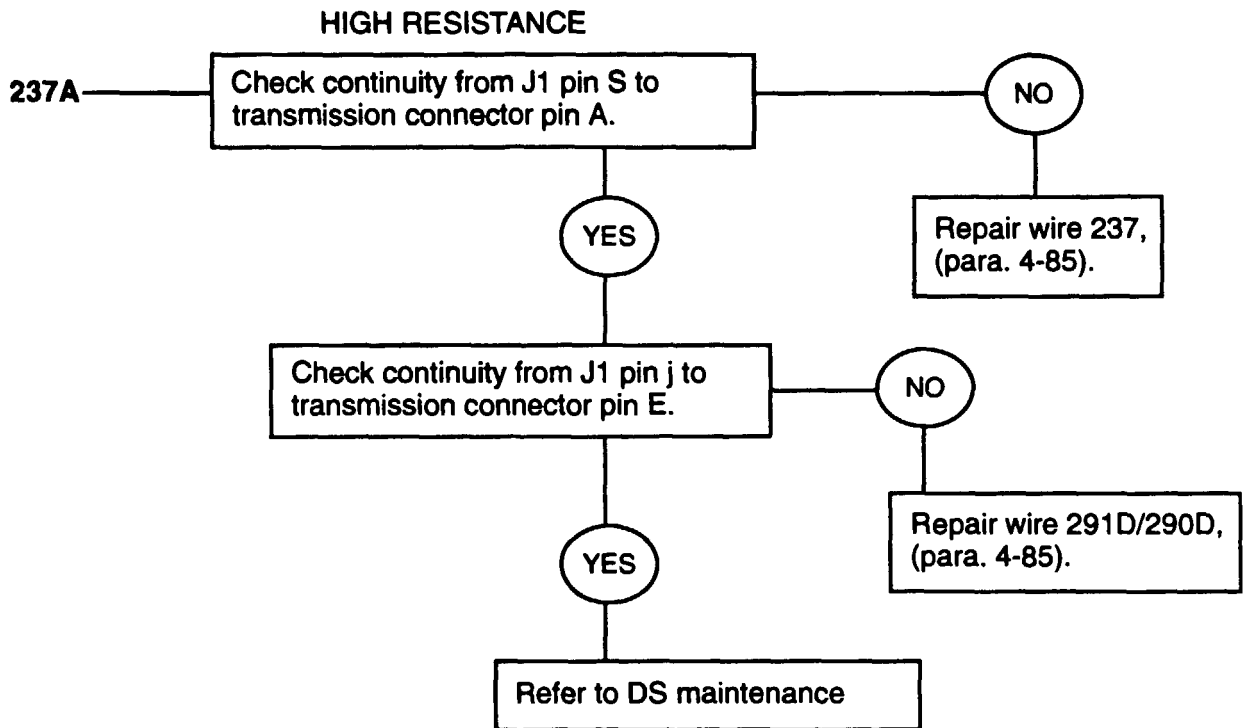 HIGH RESISTANCE
237A
Check continuity from J1 pin S to
transmission connector pin A.
NO
YES
Repair wire 237,
(para. 4-85).
Check continuity from J1 pin j to
transmission connector pin E.
NO
YES
Repair wire 291D/290D,
(para. 4-85).
Refer to DS maintenance